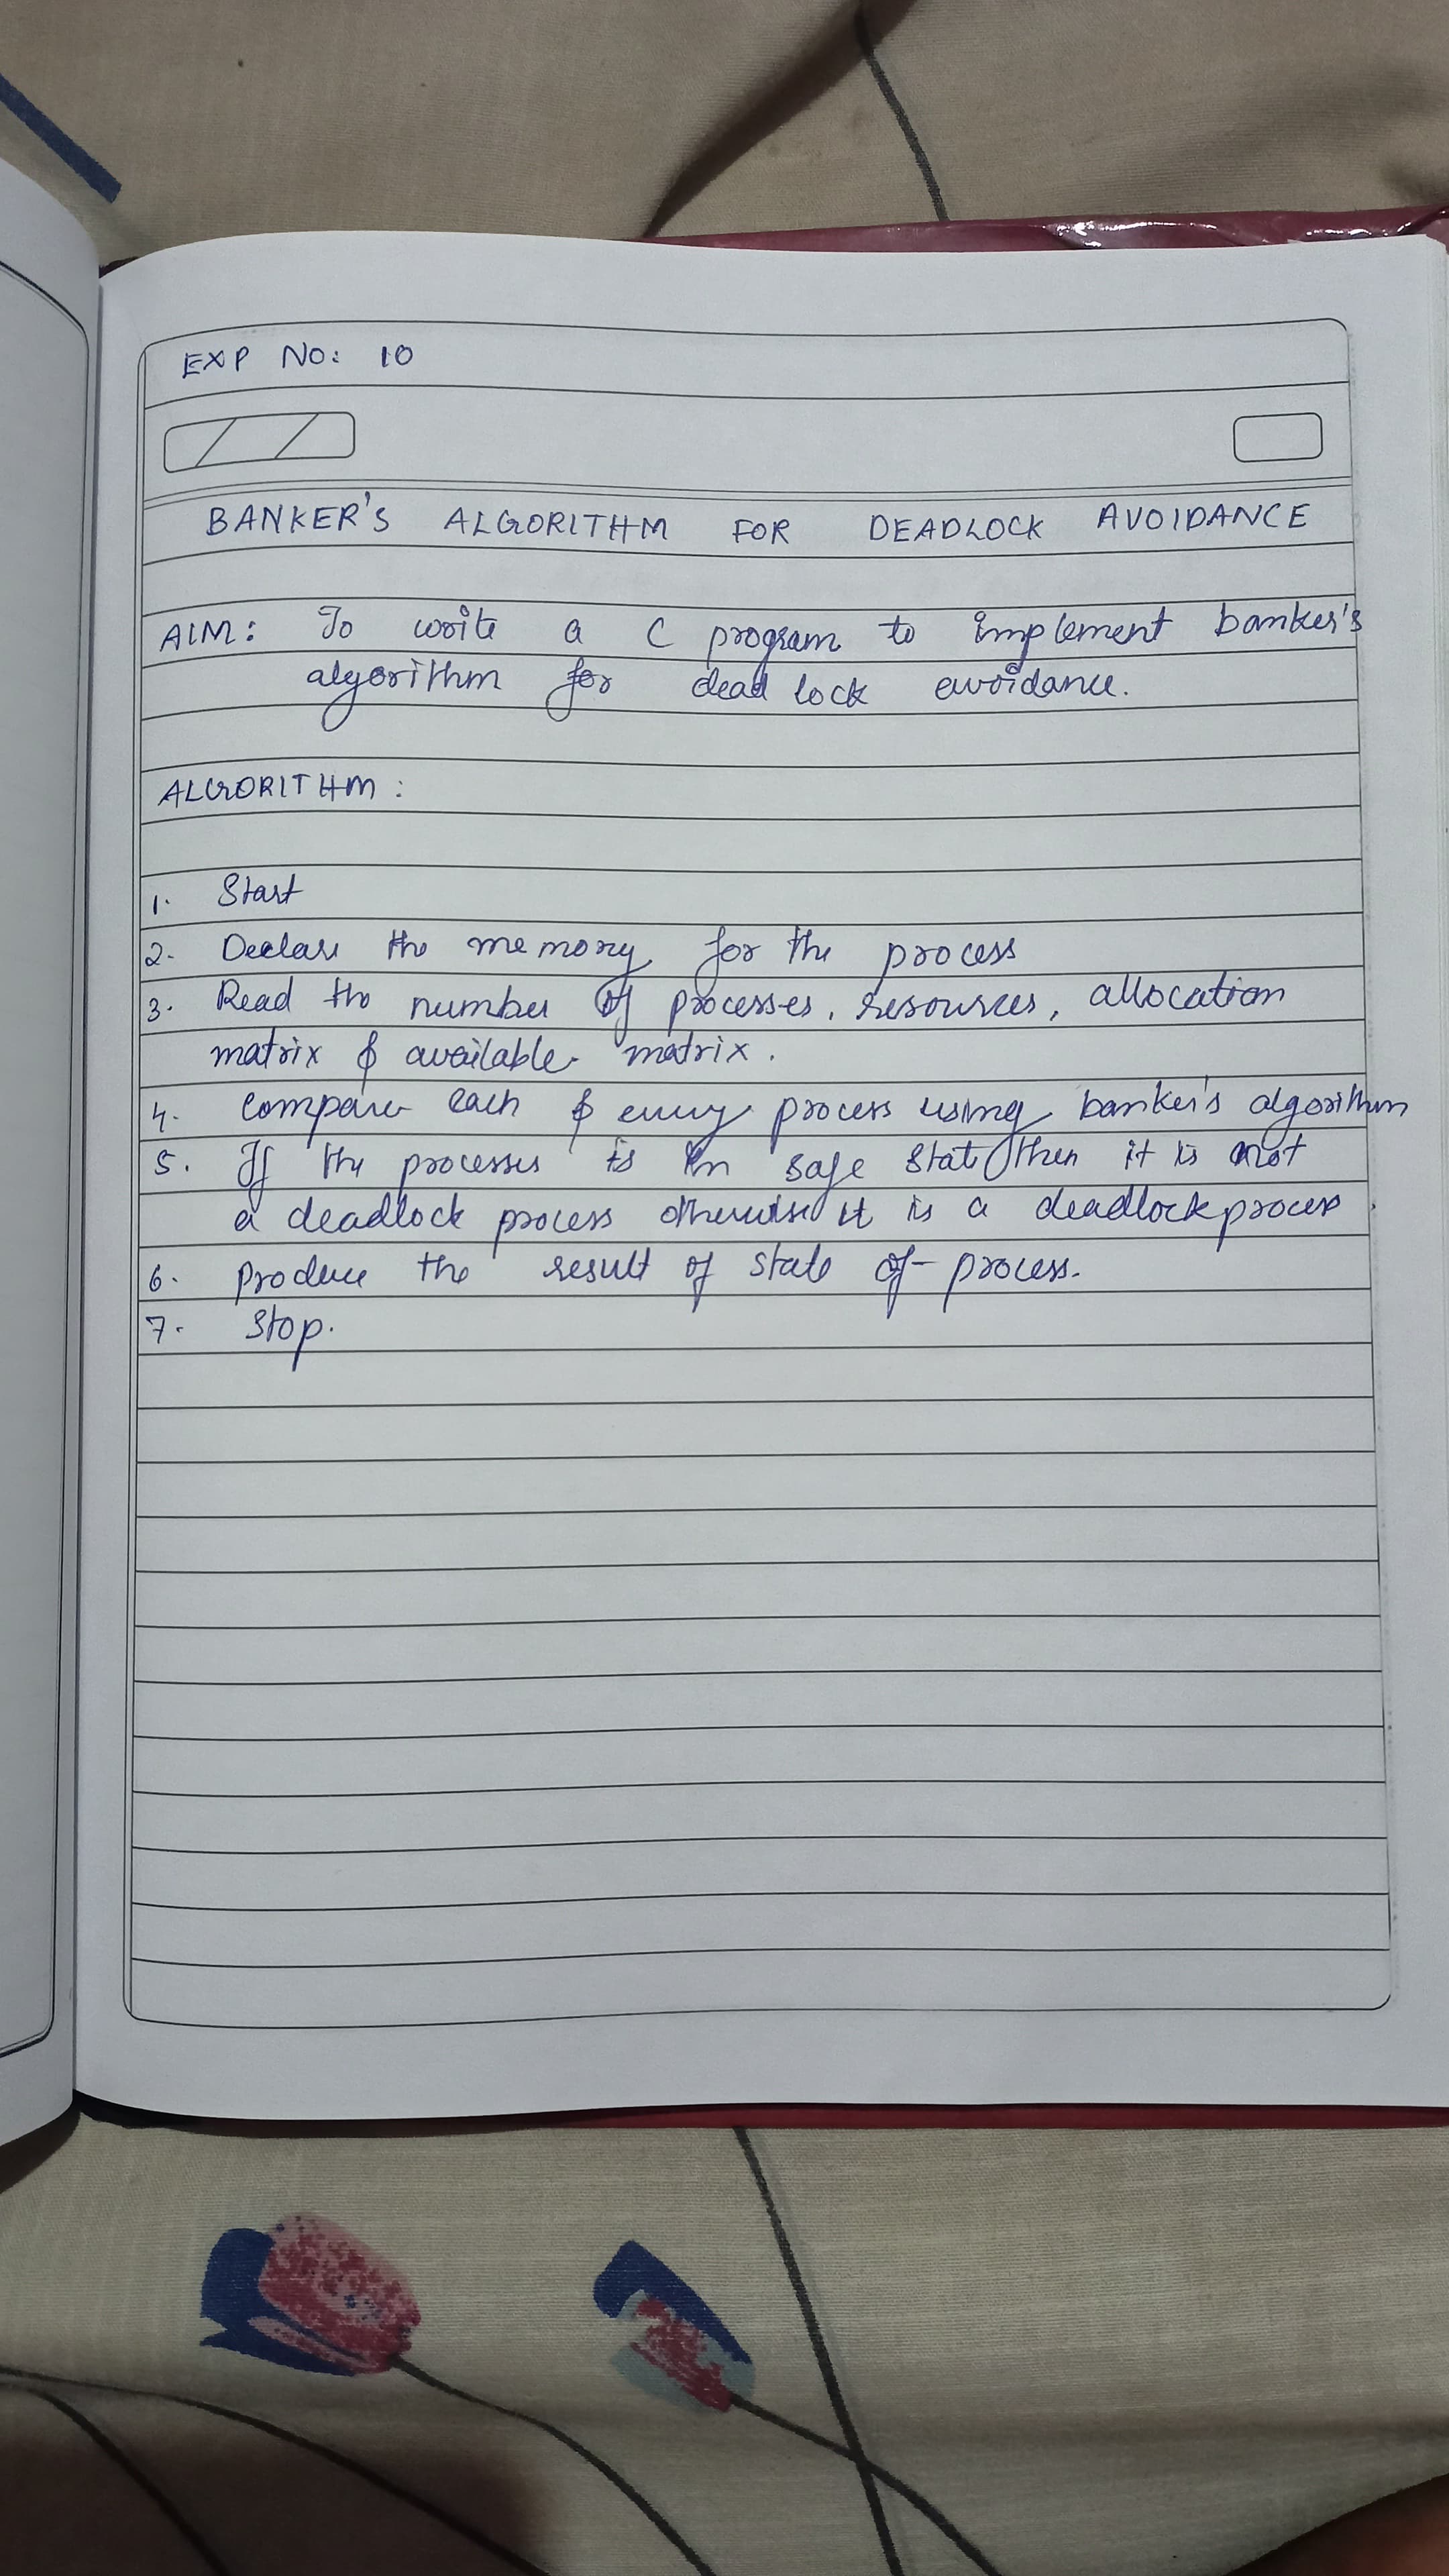 EXP NO: 10
BANKER'S ALGORITHM FOR DEADLOCK AVOIDANCE
AIM: To write a C program to implement banker's
algorithm for dead lock avoidance.
ALGORITHM:
1. Start
2. Declare the memory for the process
3. Read the number of processes, resources, allocation
matrix & available matrix.
4. compare each & every process using banker's algorithm
5. If the processes is in safe state then it is not
a deadlock process otherwise it is a deadlock process.
6. produce the result of state of process.
7. Stop.